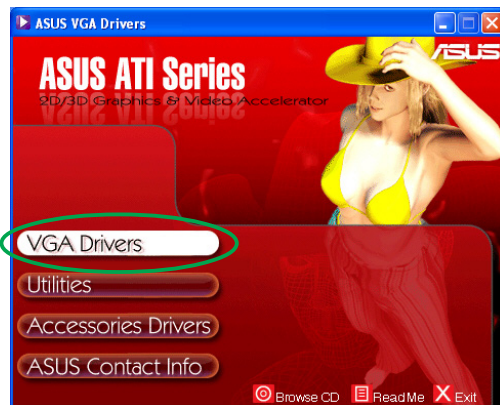 ASUS VGA Drivers
ASUS
ASUS ATI Series
2D/3D Graphics & Video Accelerator
VGA Drivers
Utilities
Accessories Drivers
ASUS Contact Info
Browse CD ReadMe Exit